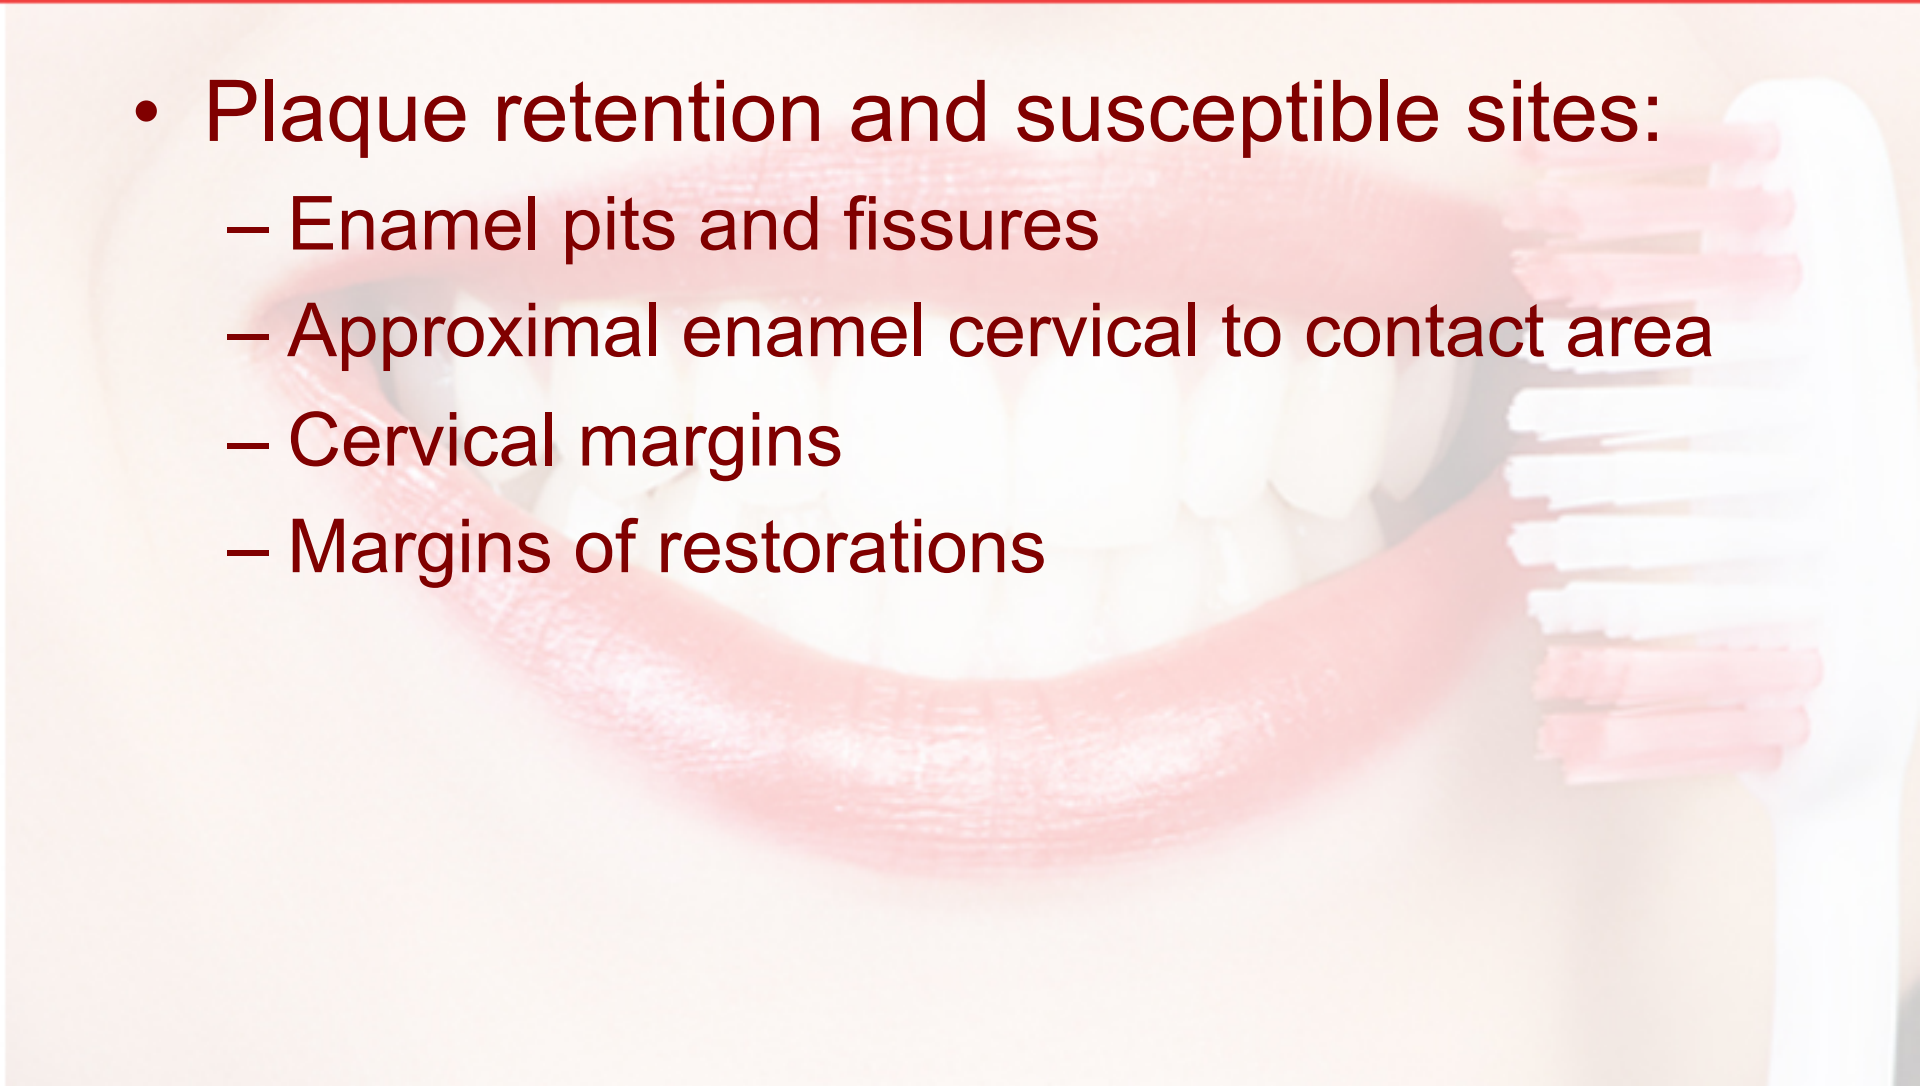 • Plaque retention and susceptible sites:
– Enamel pits and fissures
– Approximal enamel cervical to contact area
– Cervical margins
– Margins of restorations